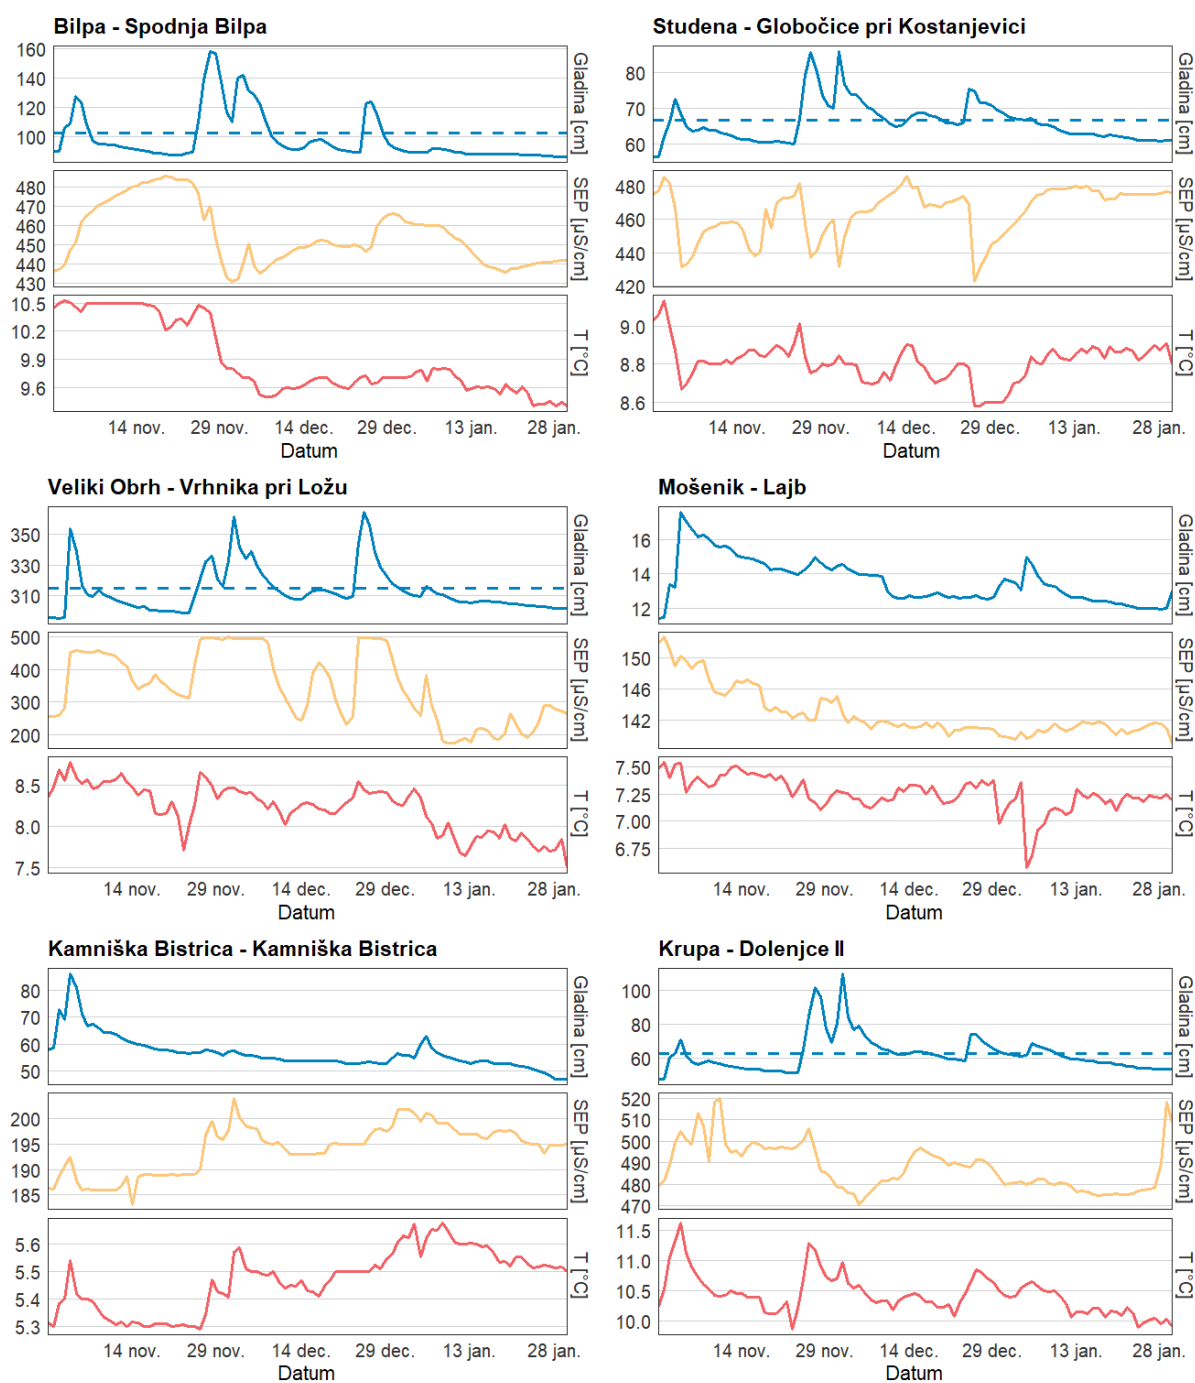 Bilpa - Spodnja Bilpa
160
140
120
100
Gladina [cm]
480
470
460
450
440
430
SEP [µS/cm]
10.5
10.2
9.9
9.6
T [°C]
14 nov. 29 nov. 14 dec. 29 dec. 13 jan. 28 jan.
Datum
Studena - Globočice pri Kostanjevici
80
70
60
Gladina [cm]
480
460
440
420
SEP [µS/cm]
9.0
8.8
8.6
T [°C]
14 nov. 29 nov. 14 dec. 29 dec. 13 jan. 28 jan.
Datum
Veliki Obrh - Vrhnika pri Ložu
350
330
310
Gladina [cm]
500
400
300
200
SEP [µS/cm]
8.5
8.0
7.5
T [°C]
14 nov. 29 nov. 14 dec. 29 dec. 13 jan. 28 jan.
Datum
Mošenik - Lajb
16
14
12
Gladina [cm]
150
146
142
SEP [µS/cm]
7.50
7.25
7.00
6.75
T [°C]
14 nov. 29 nov. 14 dec. 29 dec. 13 jan. 28 jan.
Datum
Kamniška Bistrica - Kamniška Bistrica
80
70
60
50
Gladina [cm]
200
195
190
185
SEP [µS/cm]
5.6
5.5
5.4
5.3
T [°C]
14 nov. 29 nov. 14 dec. 29 dec. 13 jan. 28 jan.
Datum
Krupa - Dolenjce II
100
80
60
Gladina [cm]
520
510
500
490
480
470
SEP [µS/cm]
11.5
11.0
10.5
10.0
T [°C]
14 nov. 29 nov. 14 dec. 29 dec. 13 jan. 28 jan.
Datum